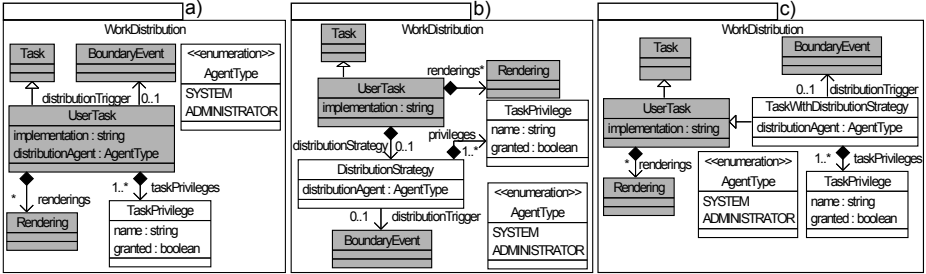 a)
WorkDistribution
Task
BoundaryEvent
<<enumeration>>
AgentType
SYSTEM
ADMINISTRATOR
distributionTrigger
0..1
UserTask
implementation : string
distributionAgent : AgentType
*
renderings
1..*
taskPrivileges
Rendering
TaskPrivilege
name : string
granted : boolean
b)
WorkDistribution
Task
renderings*
Rendering
UserTask
implementation : string
TaskPrivilege
name : string
granted : boolean
privileges
1..*
distributionStrategy
0..1
DistributionStrategy
distributionAgent : AgentType
<<enumeration>>
AgentType
SYSTEM
ADMINISTRATOR
0..1
distributionTrigger
BoundaryEvent
c)
WorkDistribution
Task
BoundaryEvent
0..1
distributionTrigger
UserTask
implementation : string
TaskWithDistributionStrategy
distributionAgent : AgentType
*
renderings
Rendering
<<enumeration>>
AgentType
SYSTEM
ADMINISTRATOR
1..*
taskPrivileges
TaskPrivilege
name : string
granted : boolean